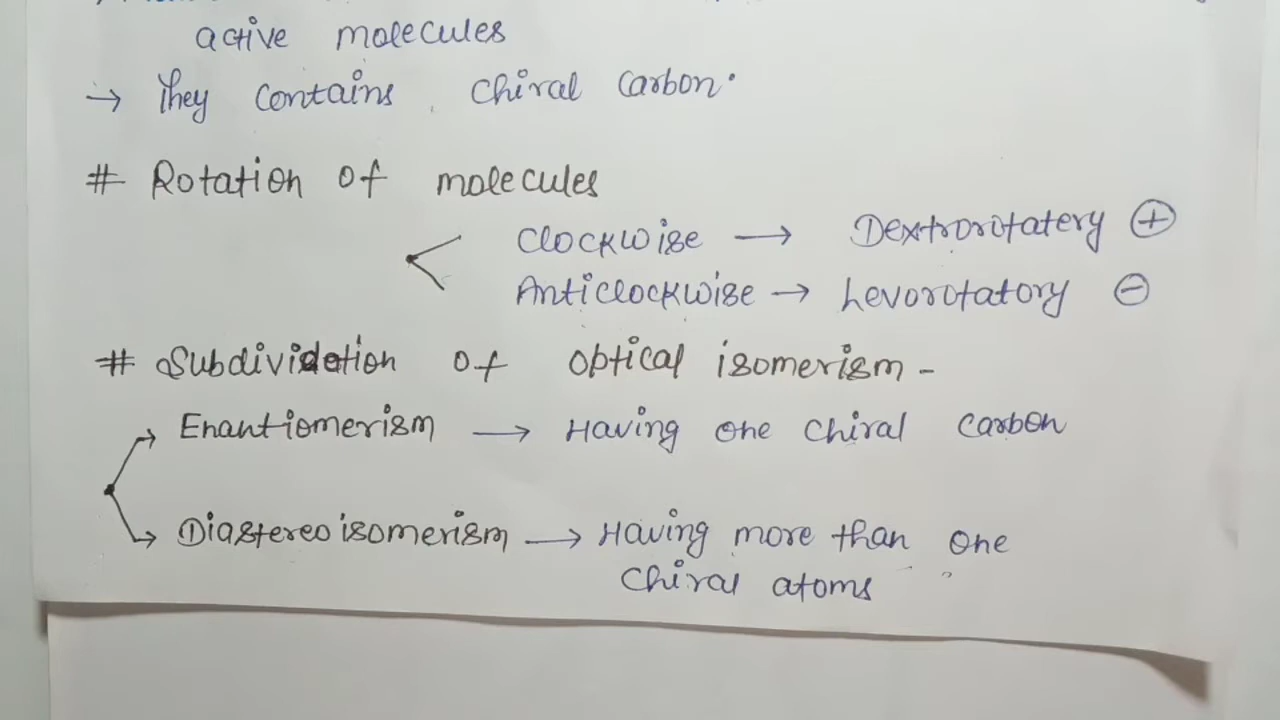 active molecules
→ They contains chiral carbon.
# Rotation of molecules
Clockwise → Dextrorotatery ⊕
Anticlockwise → Levorotatory ⊖
# Subdividation of optical isomerism -
Enantiomerism → Having one chiral carbon
Diastereoisomerism → Having more than one
chiral atoms